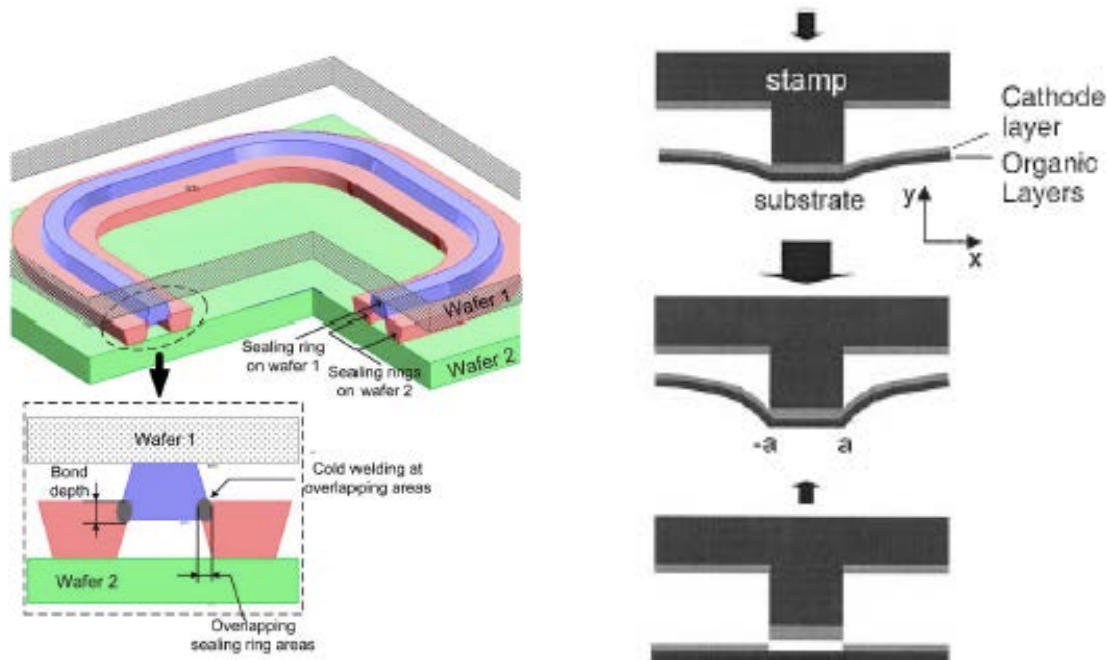 Wafer 1
Wafer 2
Sealing ring
on wafer 1
Sealing rings
on wafer 2
Wafer 1
Bond
depth
Cold welding at
overlapping areas
Wafer 2
Overlapping
sealing ring areas
stamp
Cathode
layer
Organic
Layers
substrate
y
x
-a
a